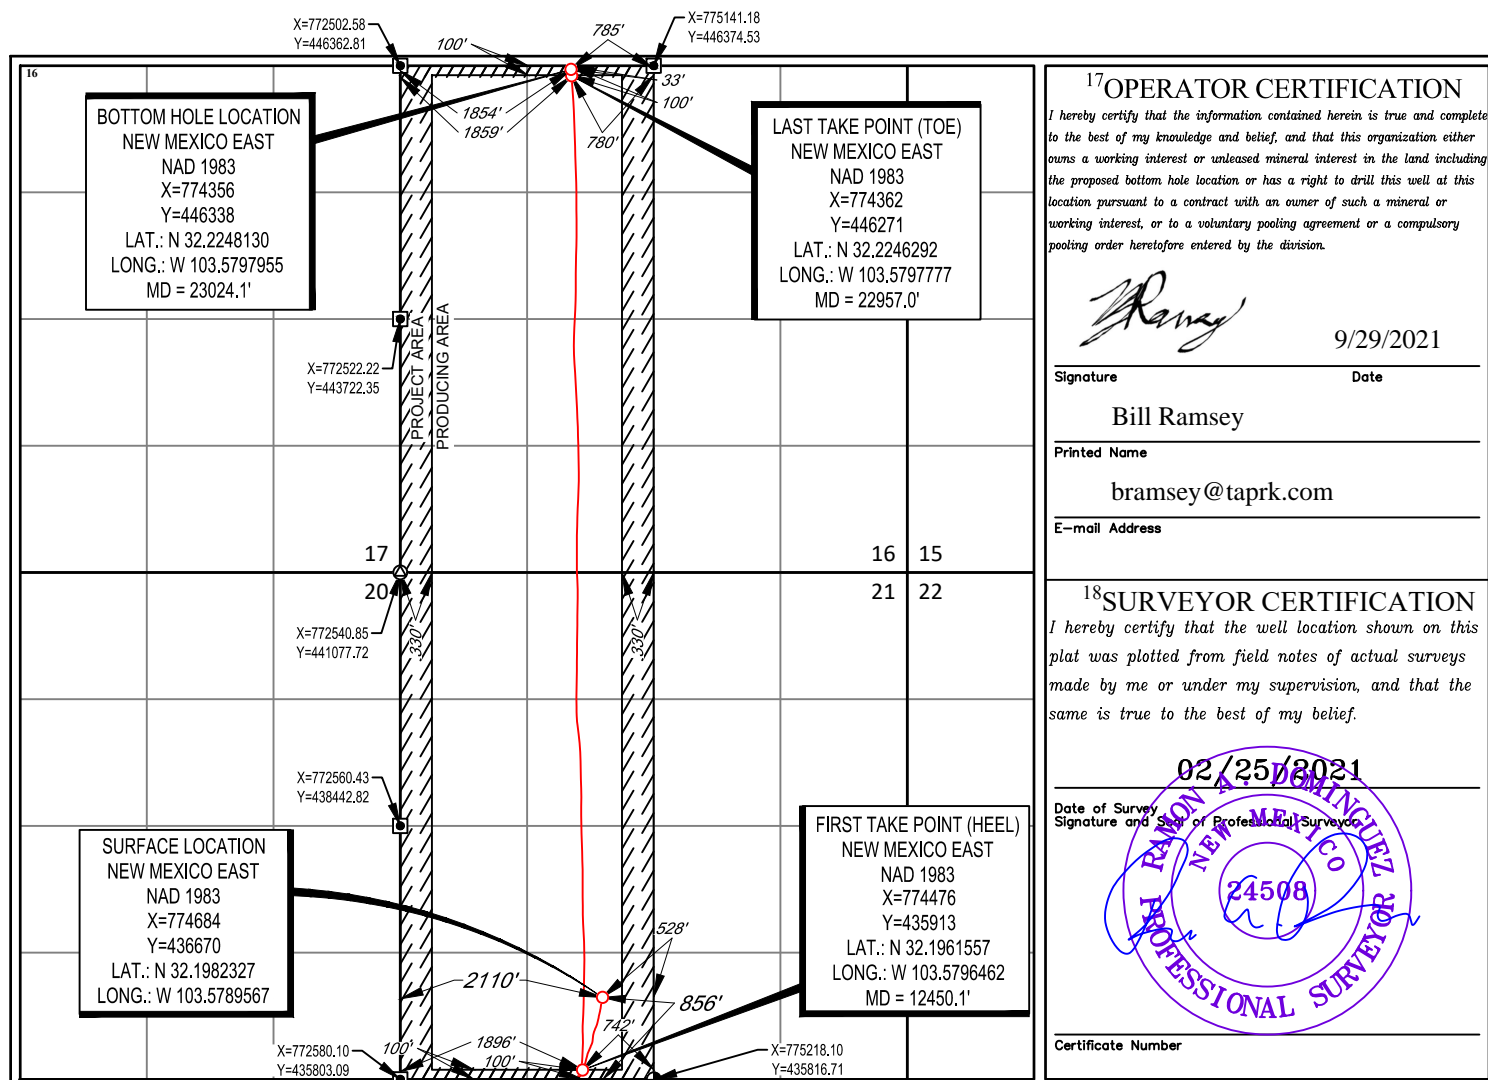 X=772502.58
Y=446362.81
100'
785'
X=775141.18
Y=446374.53
16
33'
100'
1854'
1859'
780'
BOTTOM HOLE LOCATION
NEW MEXICO EAST
NAD 1983
X=774356
Y=446338
LAT.: N 32.2248130
LONG.: W 103.5797955
MD = 23024.1'
LAST TAKE POINT (TOE)
NEW MEXICO EAST
NAD 1983
X=774362
Y=446271
LAT.: N 32.2246292
LONG.: W 103.5797777
MD = 22957.0'
X=772522.22
Y=443722.35
PROJECT AREA
PRODUCING AREA
17
16
15
20
21
22
330'
330'
X=772540.85
Y=441077.72
X=772560.43
Y=438442.82
SURFACE LOCATION
NEW MEXICO EAST
NAD 1983
X=774684
Y=436670
LAT.: N 32.1982327
LONG.: W 103.5789567
FIRST TAKE POINT (HEEL)
NEW MEXICO EAST
NAD 1983
X=774476
Y=435913
LAT.: N 32.1961557
LONG.: W 103.5796462
MD = 12450.1'
528'
2110'
856'
742'
1896'
100'
100'
X=772580.10
Y=435803.09
X=775218.10
Y=435816.71
17OPERATOR CERTIFICATION
I hereby certify that the information contained herein is true and complete
to the best of my knowledge and belief, and that this organization either
owns a working interest or unleased mineral interest in the land including
the proposed bottom hole location or has a right to drill this well at this
location pursuant to a contract with an owner of such a mineral or
working interest, or to a voluntary pooling agreement or a compulsory
pooling order heretofore entered by the division.
9/29/2021
Signature Date
Bill Ramsey
Printed Name
bramsey@taprk.com
E-mail Address
18SURVEYOR CERTIFICATION
I hereby certify that the well location shown on this
plat was plotted from field notes of actual surveys
made by me or under my supervision, and that the
same is true to the best of my belief.
02/25/2021
Date of Survey
Signature and Seal of Professional Surveyor
RAMON A. DOMINGUEZ
NEW MEXICO
24508
PROFESSIONAL SURVEYOR
Certificate Number